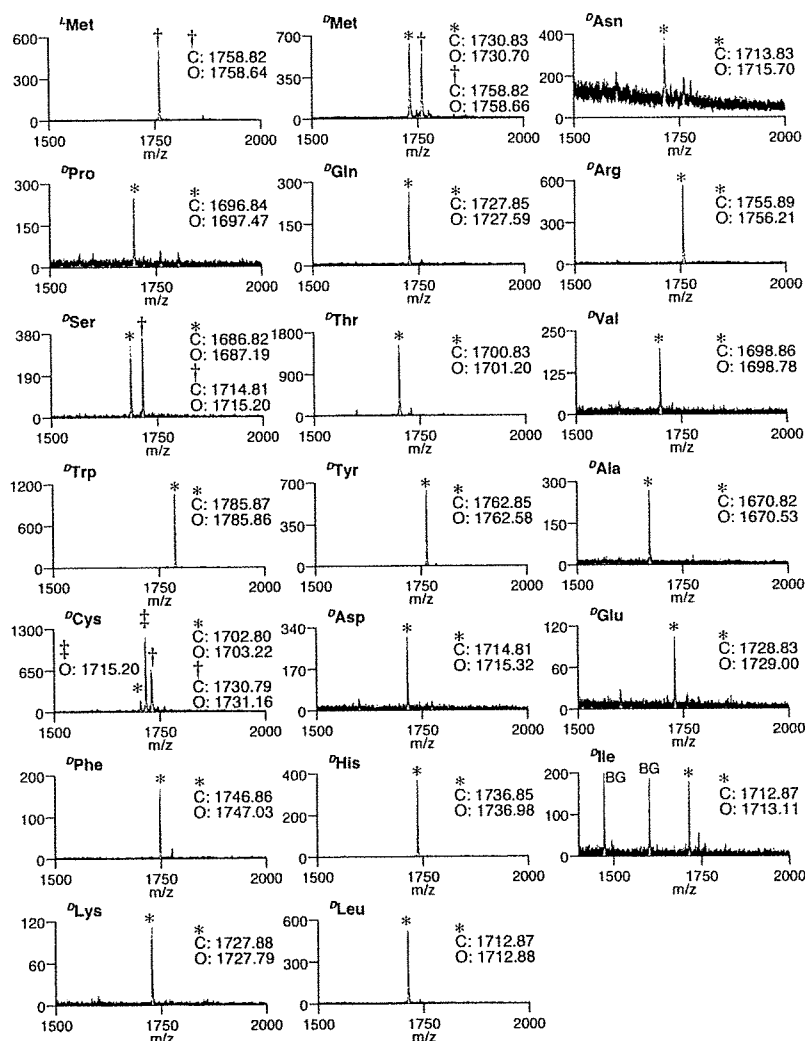 ᴸMet
600
300
0
1500
1750
2000
m/z
†
†
C: 1758.82
O: 1758.64
ᴰMet
700
350
0
1500
1750
2000
m/z
* †
*
C: 1730.83
O: 1730.70
†
C: 1758.82
O: 1758.66
ᴰAsn
400
200
0
1500
1750
2000
m/z
*
*
C: 1713.83
O: 1715.70
ᴰPro
300
150
0
1500
1750
2000
m/z
*
*
C: 1696.84
O: 1697.47
ᴰGln
300
150
0
1500
1750
2000
m/z
*
*
C: 1727.85
O: 1727.59
ᴰArg
600
300
0
1500
1750
2000
m/z
*
*
C: 1755.89
O: 1756.21
ᴰSer
380
190
0
1500
1750
2000
m/z
* †
*
C: 1686.82
O: 1687.19
†
C: 1714.81
O: 1715.20
ᴰThr
1800
900
0
1500
1750
2000
m/z
*
*
C: 1700.83
O: 1701.20
ᴰVal
250
125
0
1500
1750
2000
m/z
*
*
C: 1698.86
O: 1698.78
ᴰTrp
1200
600
0
1500
1750
2000
m/z
*
*
C: 1785.87
O: 1785.86
ᴰTyr
700
350
0
1500
1750
2000
m/z
*
*
C: 1762.85
O: 1762.58
ᴰAla
300
150
0
1500
1750
2000
m/z
*
*
C: 1670.82
O: 1670.53
ᴰCys
1300
650
0
1500
1750
2000
m/z
‡
O: 1715.20
* ‡ †
*
C: 1702.80
O: 1703.22
†
C: 1730.79
O: 1731.16
ᴰAsp
340
170
0
1500
1750
2000
m/z
*
*
C: 1714.81
O: 1715.32
ᴰGlu
120
60
0
1500
1750
2000
m/z
*
*
C: 1728.83
O: 1729.00
ᴰPhe
200
100
0
1500
1750
2000
m/z
*
*
C: 1746.86
O: 1747.03
ᴰHis
400
200
0
1500
1750
2000
m/z
*
*
C: 1736.85
O: 1736.98
ᴰIle
200
100
0
1500
1750
2000
m/z
BG
BG
*
*
C: 1712.87
O: 1713.11
ᴰLys
120
60
0
1500
1750
2000
m/z
*
*
C: 1727.88
O: 1727.79
ᴰLeu
600
300
0
1500
1750
2000
m/z
*
*
C: 1712.87
O: 1712.88